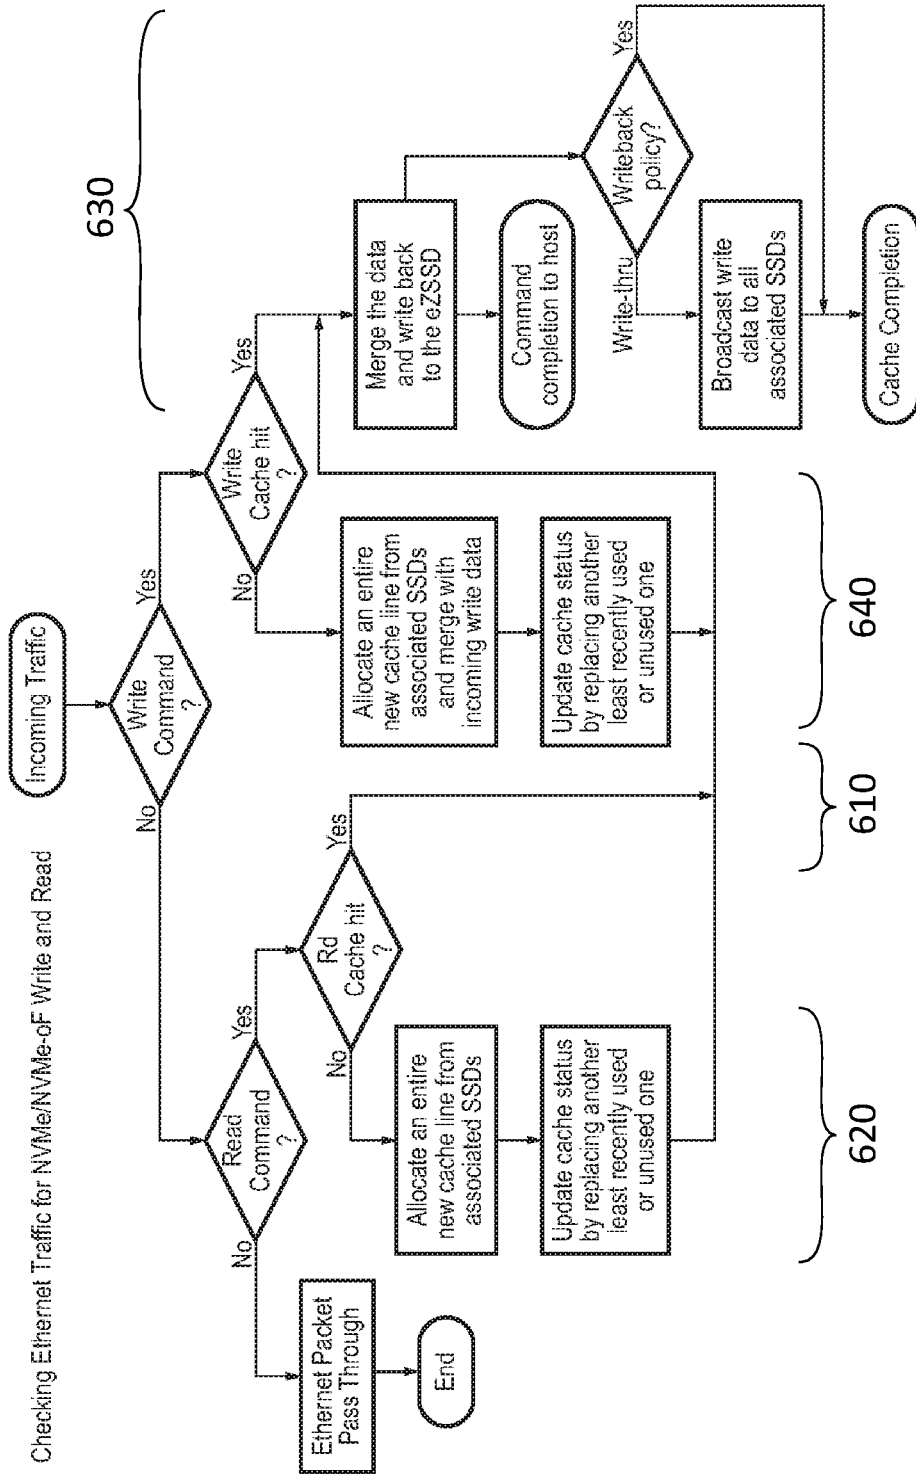 Checking Ethernet Traffic for NVMe/NVMe-oF Write and Read
Incoming Traffic
Write
Command
?
No
Yes
Read
Command
?
No
Yes
Write
Cache hit
?
No
Yes
Ethernet Packet
Pass Through
End
Rd
Cache hit
?
No
Yes
Allocate an entire
new cache line from
associated SSDs
Update cache status
by replacing another
least recently used
or unused one
Allocate an entire
new cache line from
associated SSDs
and merge with
incoming write data
Update cache status
by replacing another
least recently used
or unused one
Merge the data
and write back
to the eZSSD
Command
completion to host
Writeback
policy?
Write-thru
Yes
Broadcast write
data to all
associated SSDs
Cache Completion
620
610
640
630